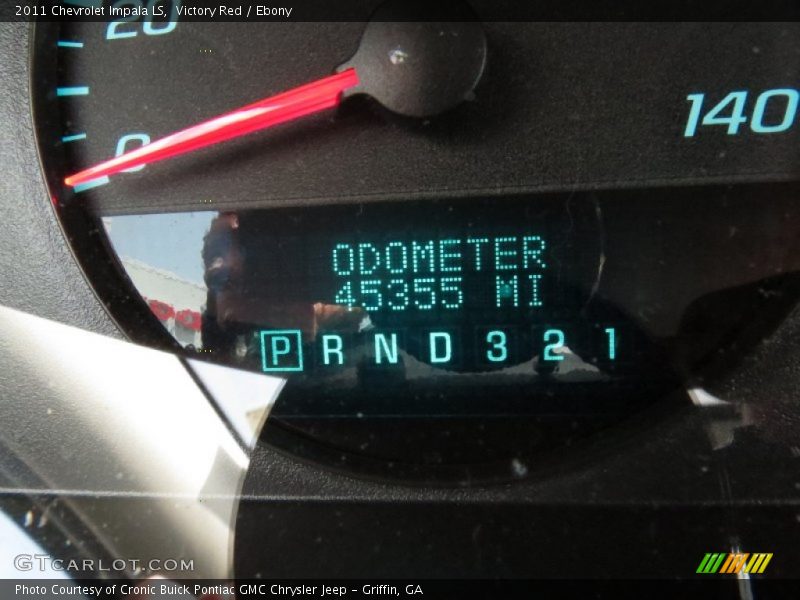 2011 Chevrolet Impala LS, Victory Red / Ebony
20
0
140
ODOMETER
45355 MI
P R N D 3 2 1
GTCARLOT.COM
Photo Courtesy of Cronic Buick Pontiac GMC Chrysler Jeep - Griffin, GA